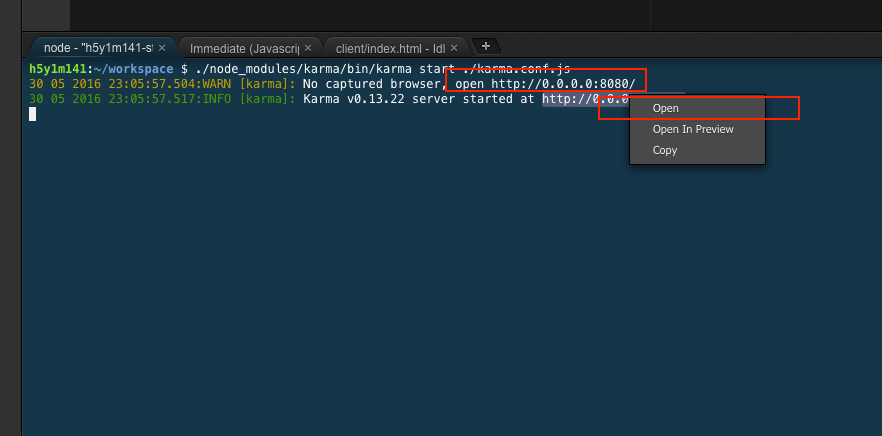 node - "h5y1m141-st × Immediate (Javascrip × client/index.html - Idl × +
h5y1m141:~/workspace $ ./node_modules/karma/bin/karma start ./karma.conf.js
30 05 2016 23:05:57.504:WARN [karma]: No captured browser, open http://0.0.0.0:8080/
30 05 2016 23:05:57.517:INFO [karma]: Karma v0.13.22 server started at http://0.0.0
Open
Open In Preview
Copy